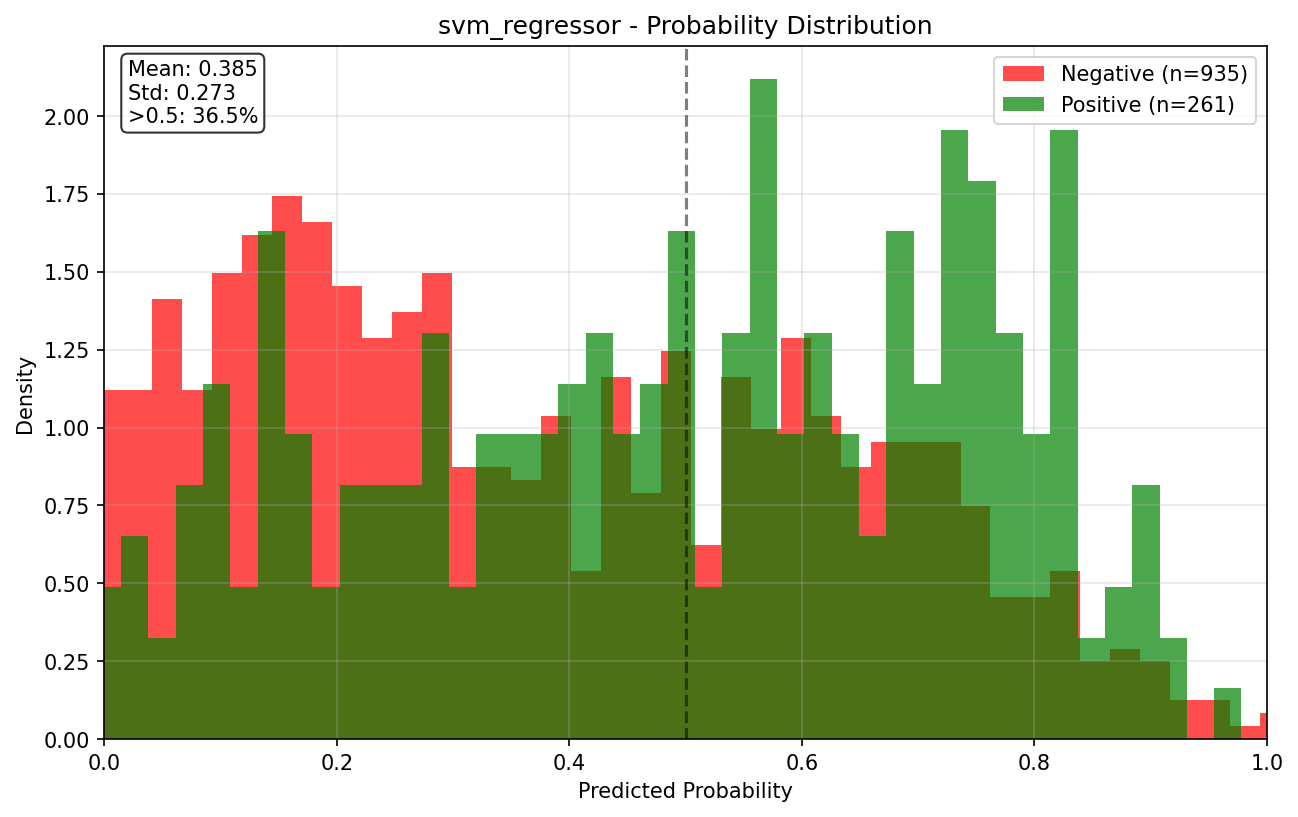 svm_regressor - Probability Distribution
Mean: 0.385
Std: 0.273
>0.5: 36.5%
Negative (n=935)
Positive (n=261)
Density
2.00
1.75
1.50
1.25
1.00
0.75
0.50
0.25
0.00
0.0 0.2 0.4 0.6 0.8 1.0
Predicted Probability